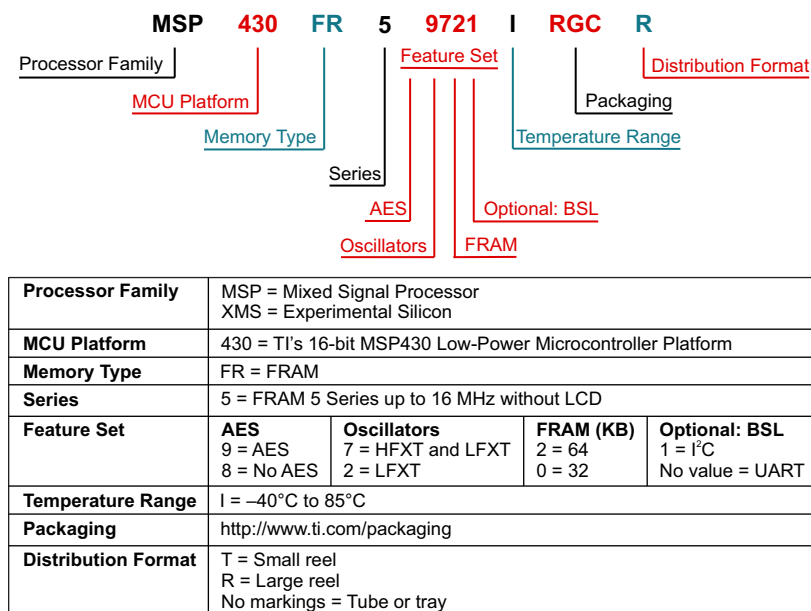 MSP 430 FR 5 9721 I RGC R
Processor Family
Feature Set
Distribution Format
MCU Platform
Packaging
Memory Type
Temperature Range
Series
AES
Optional: BSL
Oscillators
FRAM
Processor Family
MSP = Mixed Signal Processor
XMS = Experimental Silicon
MCU Platform
430 = TI's 16-bit MSP430 Low-Power Microcontroller Platform
Memory Type
FR = FRAM
Series
5 = FRAM 5 Series up to 16 MHz without LCD
Feature Set
AES
9 = AES
8 = No AES
Oscillators
7 = HFXT and LFXT
2 = LFXT
FRAM (KB)
2 = 64
0 = 32
Optional: BSL
1 = I²C
No value = UART
Temperature Range
I = –40°C to 85°C
Packaging
http://www.ti.com/packaging
Distribution Format
T = Small reel
R = Large reel
No markings = Tube or tray